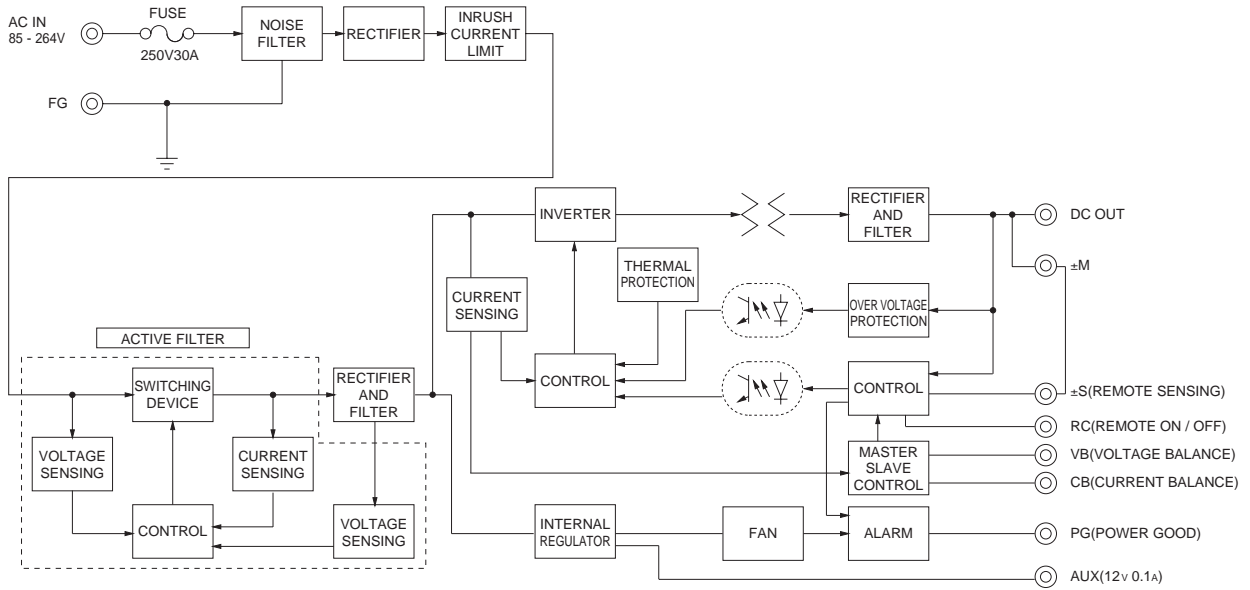 AC IN
85 - 264V
FUSE
250V30A
NOISE
FILTER
RECTIFIER
INRUSH
CURRENT
LIMIT
FG
INVERTER
RECTIFIER
AND
FILTER
DC OUT
±M
THERMAL
PROTECTION
CURRENT
SENSING
OVER VOLTAGE
PROTECTION
ACTIVE FILTER
SWITCHING
DEVICE
RECTIFIER
AND
FILTER
CONTROL
CONTROL
±S(REMOTE SENSING)
RC(REMOTE ON / OFF)
VOLTAGE
SENSING
CURRENT
SENSING
MASTER
SLAVE
CONTROL
VB(VOLTAGE BALANCE)
CB(CURRENT BALANCE)
CONTROL
VOLTAGE
SENSING
INTERNAL
REGULATOR
FAN
ALARM
PG(POWER GOOD)
AUX(12V 0.1A)